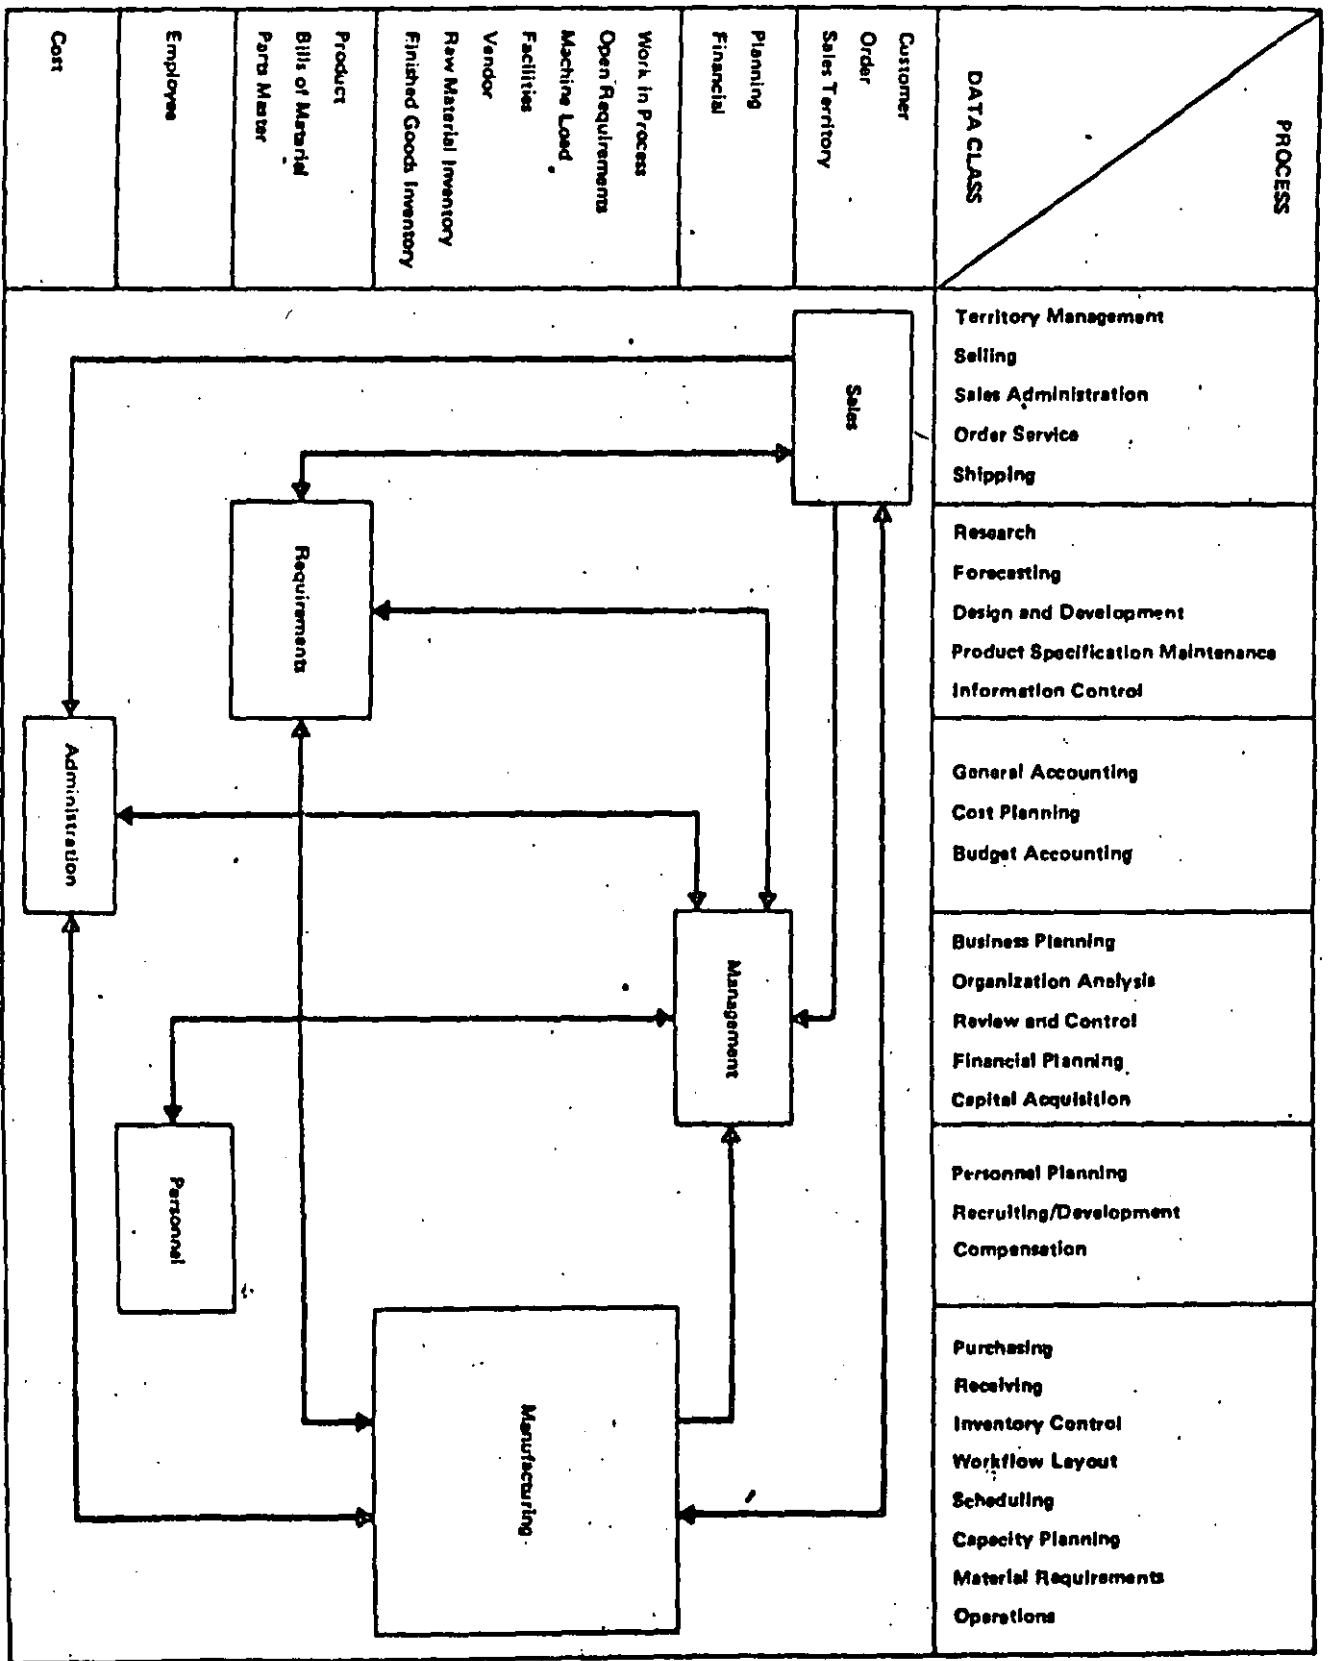 PROCESS
DATA CLASS
Territory Management
Selling
Sales Administration
Order Service
Shipping
Research
Forecasting
Design and Development
Product Specification Maintenance
Information Control
General Accounting
Cost Planning
Budget Accounting
Business Planning
Organization Analysis
Review and Control
Financial Planning
Capital Acquisition
Personnel Planning
Recruiting/Development
Compensation
Purchasing
Receiving
Inventory Control
Workflow Layout
Scheduling
Capacity Planning
Material Requirements
Operations
Customer
Order
Sales Territory
Planning
Financial
Work in Process
Open Requirements
Machine Load
Facilities
Vendor
Raw Material Inventory
Finished Goods Inventory
Product
Bills of Material
Parts Master
Employee
Cost
Sales
Requirements
Administration
Management
Personnel
Manufacturing